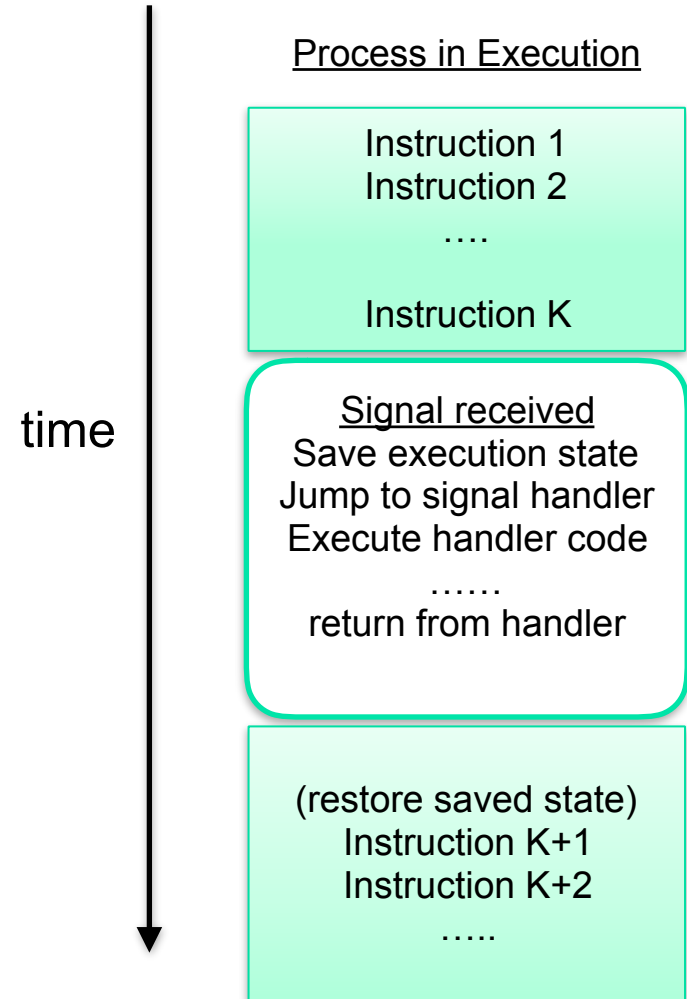 Process in Execution
Instruction 1
Instruction 2
….
Instruction K
time
Signal received
Save execution state
Jump to signal handler
Execute handler code
……
return from handler
(restore saved state)
Instruction K+1
Instruction K+2
…..